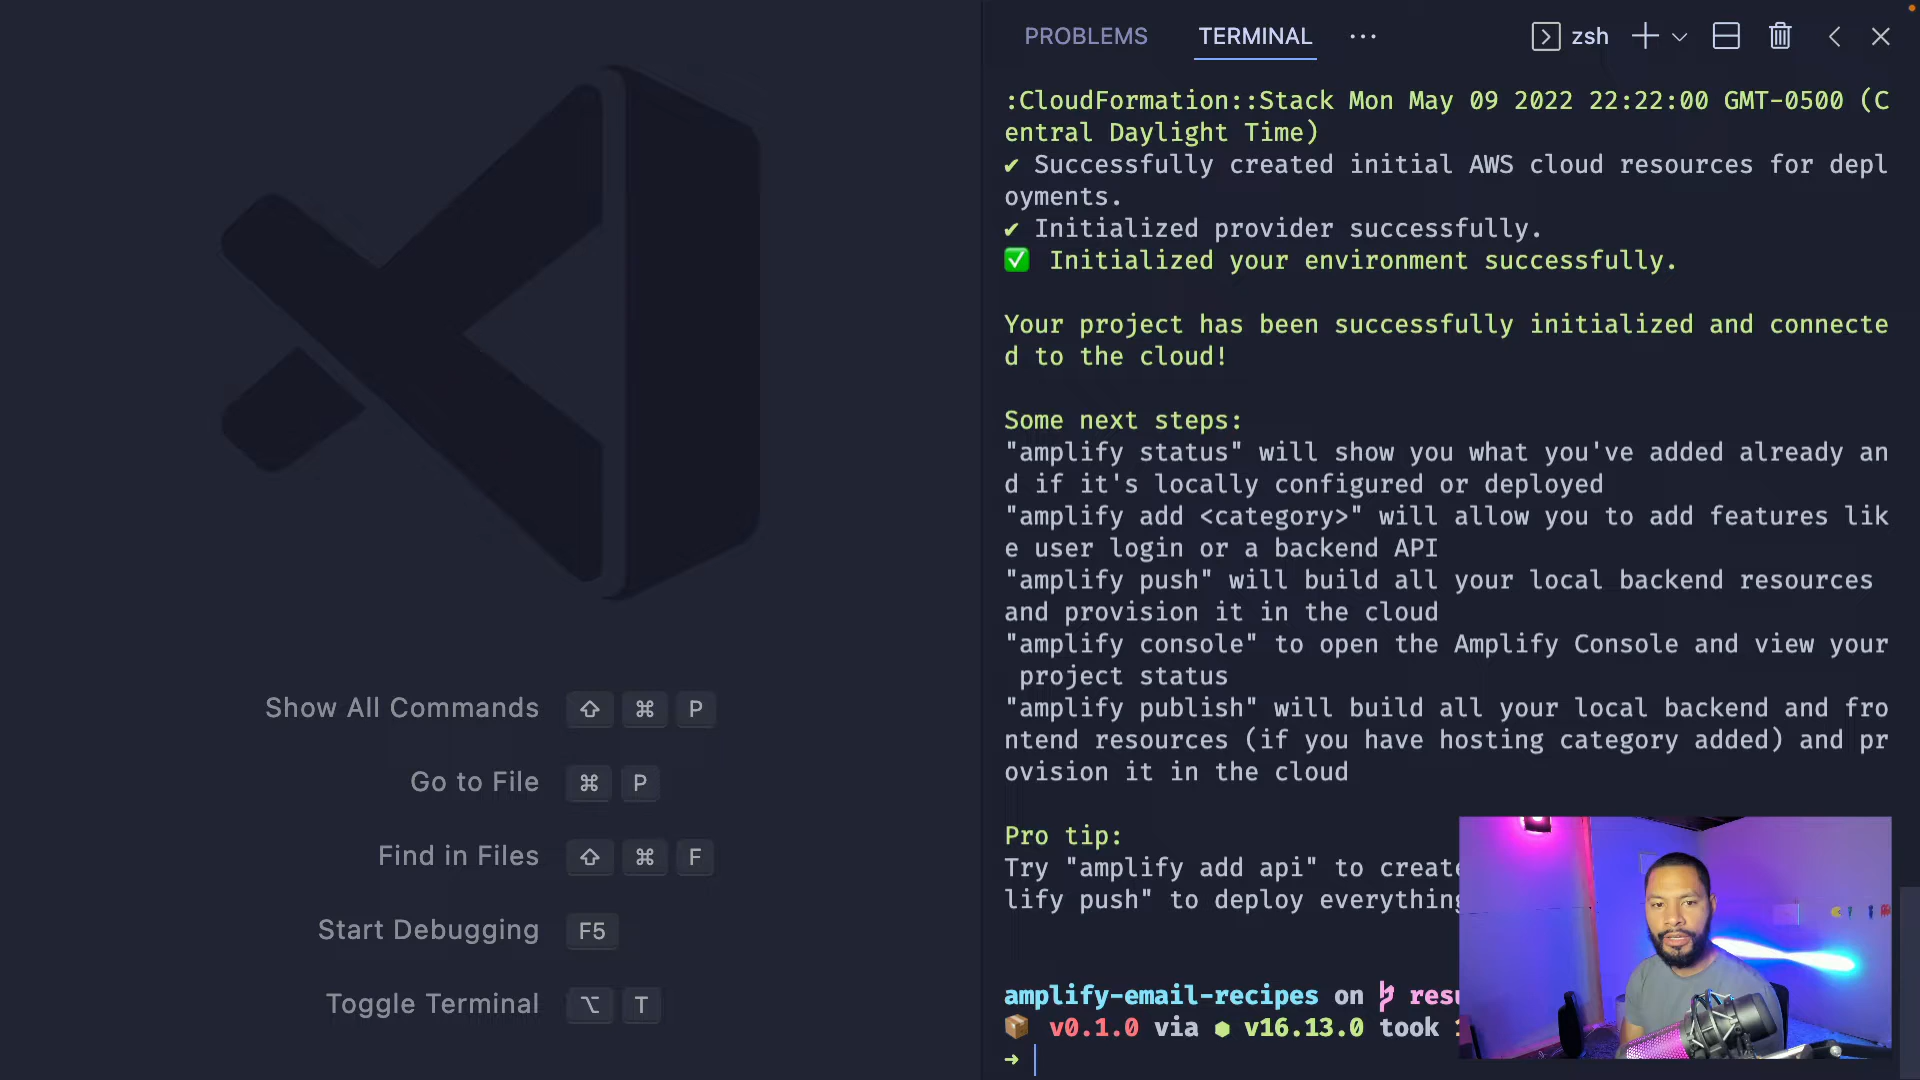 PROBLEMS TERMINAL ··· zsh
:CloudFormation::Stack Mon May 09 2022 22:22:00 GMT-0500 (C
entral Daylight Time)
✔ Successfully created initial AWS cloud resources for depl
oyments.
✔ Initialized provider successfully.
✅ Initialized your environment successfully.
Your project has been successfully initialized and connecte
d to the cloud!
Some next steps:
"amplify status" will show you what you've added already an
d if it's locally configured or deployed
"amplify add <category>" will allow you to add features lik
e user login or a backend API
"amplify push" will build all your local backend resources
and provision it in the cloud
"amplify console" to open the Amplify Console and view your
 project status
"amplify publish" will build all your local backend and fro
ntend resources (if you have hosting category added) and pr
ovision it in the cloud
Pro tip:
Try "amplify add api" to create
lify push" to deploy everything
amplify-email-recipes on
📦 v0.1.0 via ⬢ v16.13.0 took
➜
Show All Commands ⇧ ⌘ P
Go to File ⌘ P
Find in Files ⇧ ⌘ F
Start Debugging F5
Toggle Terminal ⌥ T